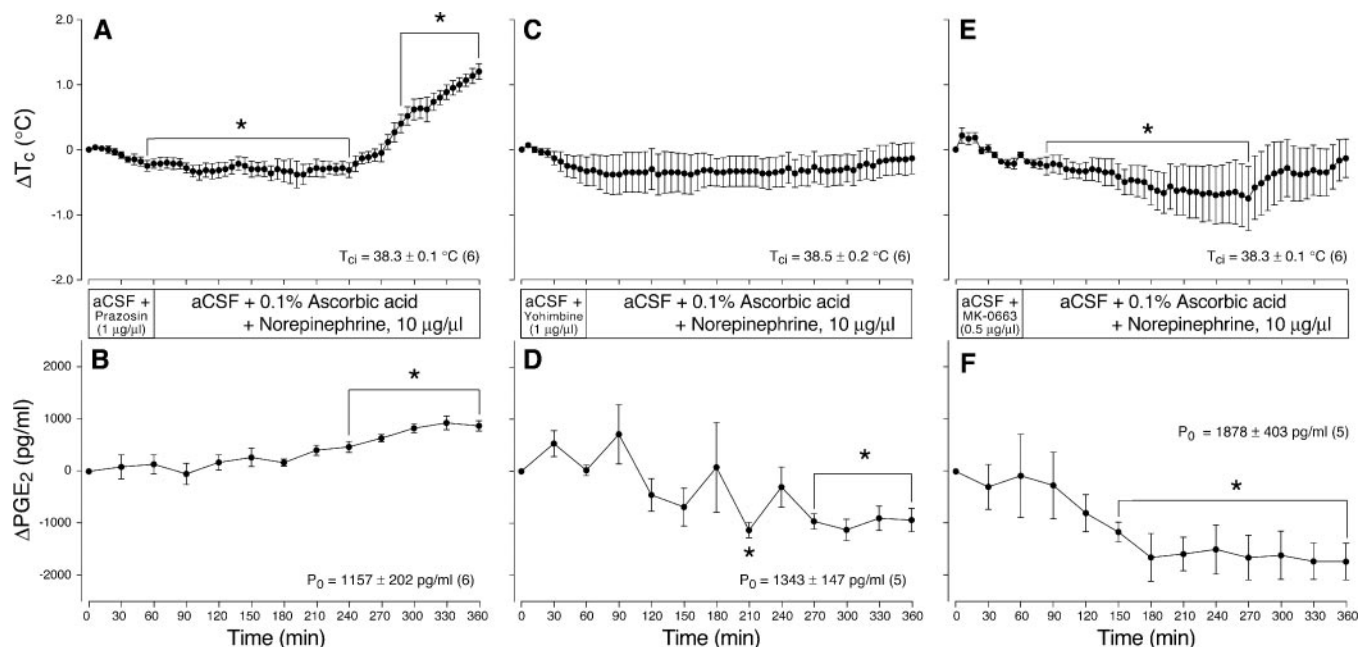 A
C
E
*
*
*
2.0
1.0
0
-1.0
-2.0
ΔTc (°C)
Tci = 38.3 ± 0.1 °C (6)
Tci = 38.5 ± 0.2 °C (6)
Tci = 38.3 ± 0.1 °C (6)
aCSF +
Prazosin
(1 µg/µl)
aCSF + 0.1% Ascorbic acid
+ Norepinephrine, 10 µg/µl
aCSF +
Yohimbine
(1 µg/µl)
aCSF + 0.1% Ascorbic acid
+ Norepinephrine, 10 µg/µl
aCSF +
MK-0663
(0.5 µg/µl)
aCSF + 0.1% Ascorbic acid
+ Norepinephrine, 10 µg/µl
B
D
F
2000
1000
0
-1000
-2000
ΔPGE2 (pg/ml)
*
*
*
*
P0 = 1157 ± 202 pg/ml (6)
P0 = 1343 ± 147 pg/ml (5)
P0 = 1878 ± 403 pg/ml (5)
0 30 60 90 120 150 180 210 240 270 300 330 360
0 30 60 90 120 150 180 210 240 270 300 330 360
0 30 60 90 120 150 180 210 240 270 300 330 360
Time (min)
Time (min)
Time (min)